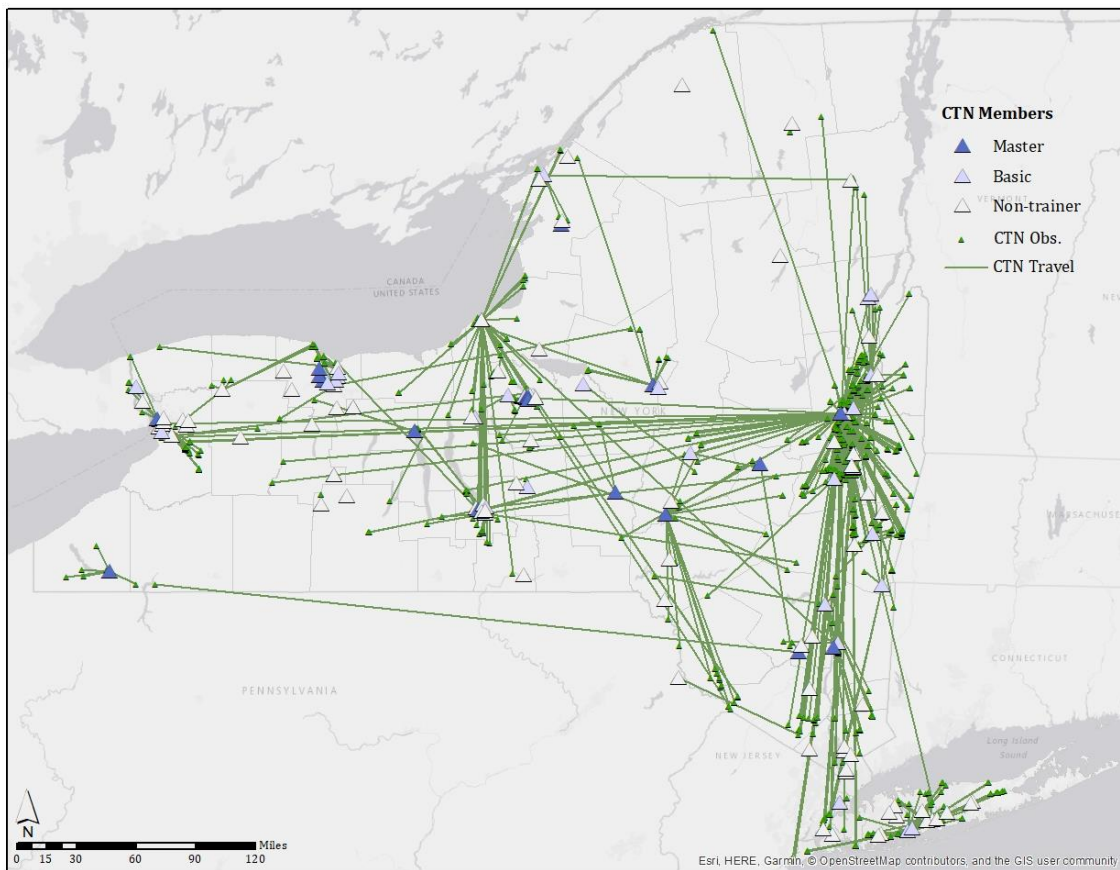 CTN Members
Master
Basic
Non-trainer
CTN Obs.
CTN Travel
VERMONT
CANADA
UNITED STATES
NEW YORK
PENNSYLVANIA
CONNECTICUT
NEW JERSEY
Long Island
Sound
N
0 15 30 60 90 120 Miles
Esri, HERE, Garmin, © OpenStreetMap contributors, and the GIS user community